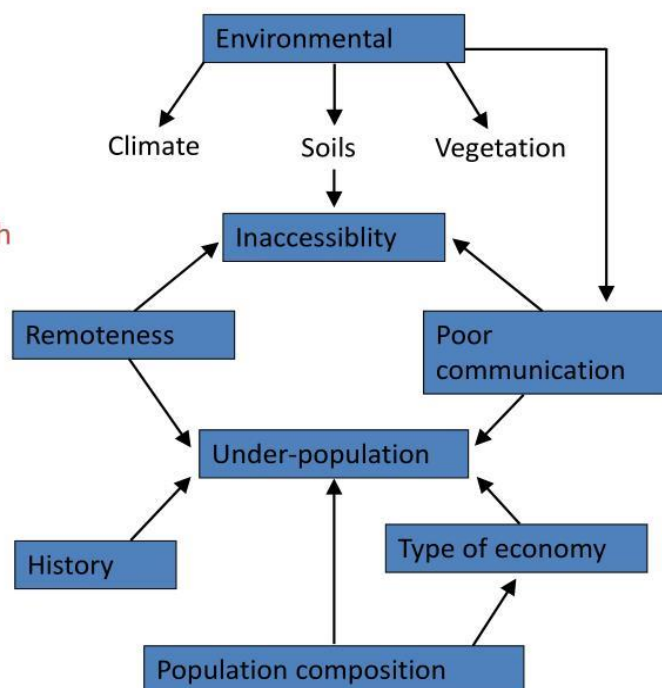 Environmental
Climate Soils Vegetation
Inaccessiblity
Remoteness
Poor
communication
Under-population
Type of economy
History
Population composition